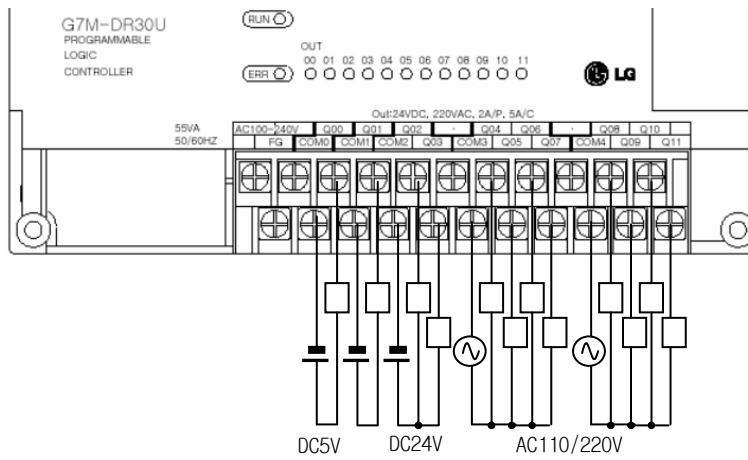 G7M-DR30U
PROGRAMMABLE
LOGIC
CONTROLLER
RUN
ERR
OUT
00 01 02 03 04 05 06 07 08 09 10 11
LG
Out:24VDC, 220VAC, 2A/P, 5A/C
55VA
50/60HZ
AC100-240V Q00 Q01 Q02 · Q04 Q06 · Q08 Q10
FG COM0 COM1 COM2 Q03 COM3 Q05 Q07 COM4 Q09 Q11
DC5V DC24V AC110/220V